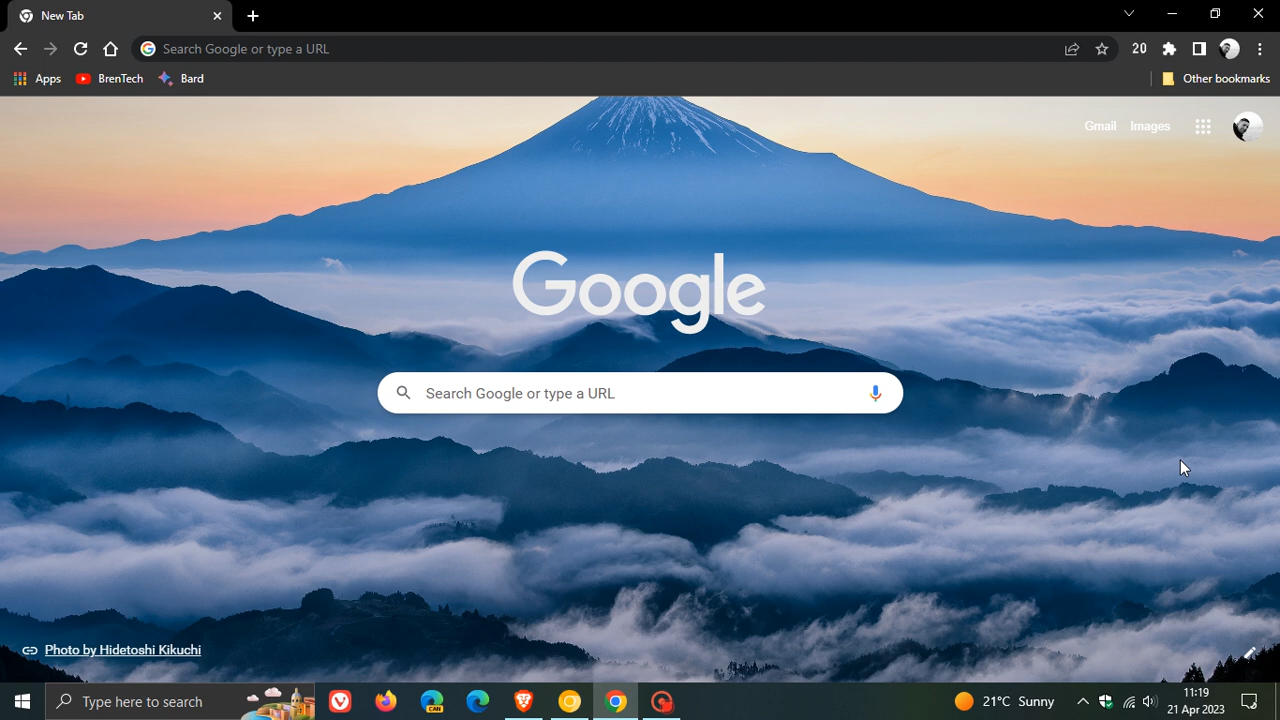 New Tab
Search Google or type a URL
20
Apps
BrenTech
Bard
Other bookmarks
Gmail
Images
Google
Search Google or type a URL
Photo by Hidetoshi Kikuchi
Type here to search
CAN
21°C Sunny
11:19
21 Apr 2023